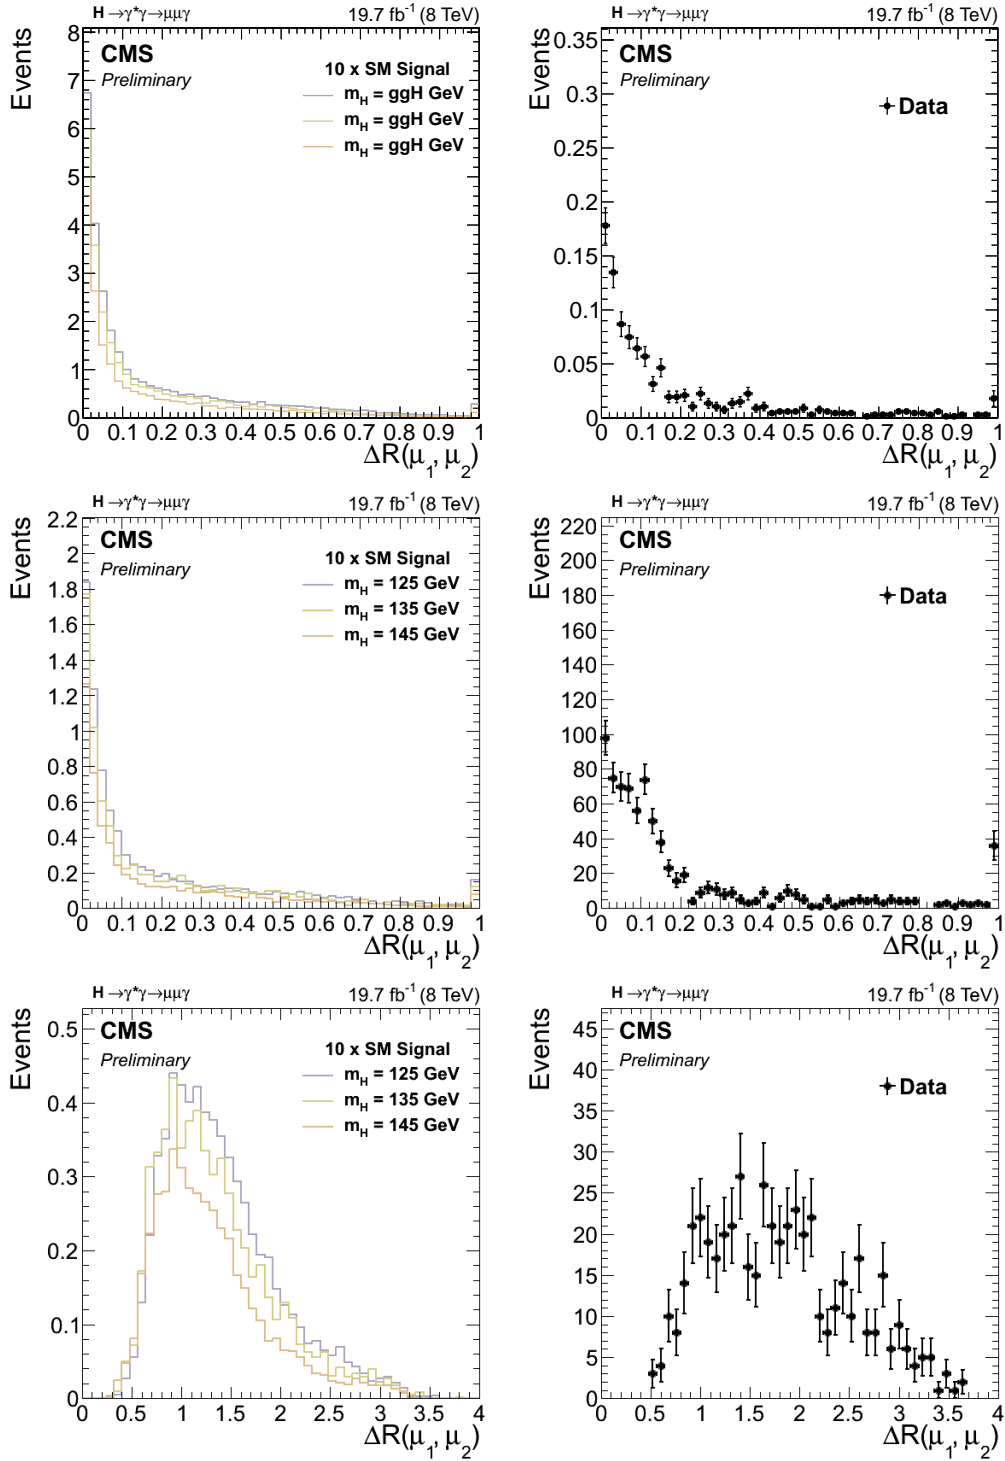 H→γ*γ→μμγ 19.7 fb⁻¹ (8 TeV)
Events
CMS
Preliminary
10 x SM Signal
m_H = ggH GeV
m_H = ggH GeV
m_H = ggH GeV
8
7
6
5
4
3
2
1
0
0 0.1 0.2 0.3 0.4 0.5 0.6 0.7 0.8 0.9 1
ΔR(μ₁, μ₂)
H→γ*γ→μμγ 19.7 fb⁻¹ (8 TeV)
Events
CMS
Preliminary
Data
0.35
0.3
0.25
0.2
0.15
0.1
0.05
0
0 0.1 0.2 0.3 0.4 0.5 0.6 0.7 0.8 0.9 1
ΔR(μ₁, μ₂)
H→γ*γ→μμγ 19.7 fb⁻¹ (8 TeV)
Events
CMS
Preliminary
10 x SM Signal
m_H = 125 GeV
m_H = 135 GeV
m_H = 145 GeV
2.2
2
1.8
1.6
1.4
1.2
1
0.8
0.6
0.4
0.2
0
0 0.1 0.2 0.3 0.4 0.5 0.6 0.7 0.8 0.9 1
ΔR(μ₁, μ₂)
H→γ*γ→μμγ 19.7 fb⁻¹ (8 TeV)
Events
CMS
Preliminary
Data
220
200
180
160
140
120
100
80
60
40
20
0
0 0.1 0.2 0.3 0.4 0.5 0.6 0.7 0.8 0.9 1
ΔR(μ₁, μ₂)
H→γ*γ→μμγ 19.7 fb⁻¹ (8 TeV)
Events
CMS
Preliminary
10 x SM Signal
m_H = 125 GeV
m_H = 135 GeV
m_H = 145 GeV
0.5
0.4
0.3
0.2
0.1
0
0 0.5 1 1.5 2 2.5 3 3.5 4
ΔR(μ₁, μ₂)
H→γ*γ→μμγ 19.7 fb⁻¹ (8 TeV)
Events
CMS
Preliminary
Data
45
40
35
30
25
20
15
10
5
0
0 0.5 1 1.5 2 2.5 3 3.5 4
ΔR(μ₁, μ₂)